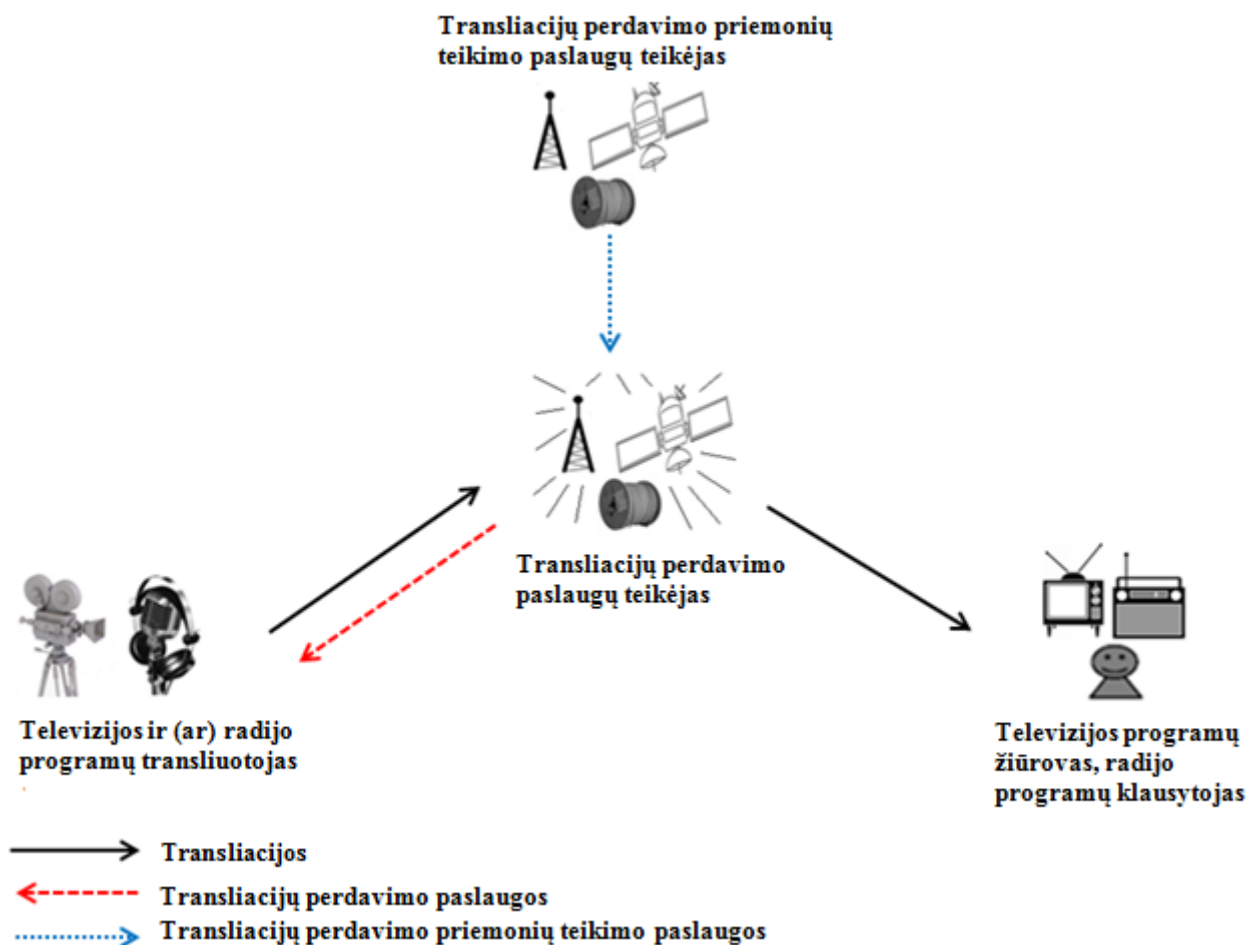 Transliacijų perdavimo priemonių
teikimo paslaugų teikėjas
Transliacijų perdavimo
paslaugų teikėjas
Televizijos ir (ar) radijo
programų transliuotojas
Televizijos programų
žiūrovas, radijo
programų klausytojas
Transliacijos
Transliacijų perdavimo paslaugos
Transliacijų perdavimo priemonių teikimo paslaugos